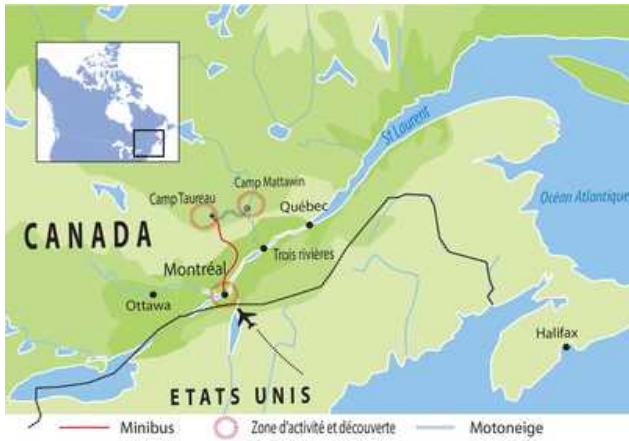 St Laurent
Camp Mattawin
Camp Taureau
Océan Atlantique
Québec
CANADA
Trois rivières
Montréal
Ottawa
Halifax
ETATS UNIS
Minibus
Zone d'activité et découverte
Motoneige